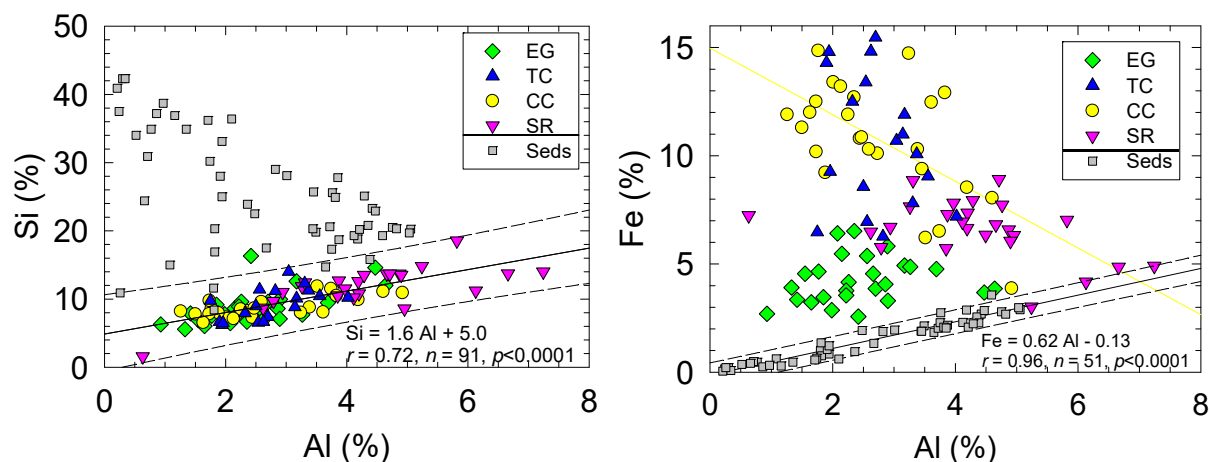 50
40
30
20
10
0
Si (%)
EG
TC
CC
SR
Seds
Si = 1.6 Al + 5.0
r = 0.72, n = 91, p<0.0001
0 2 4 6 8
Al (%)
15
10
5
0
Fe (%)
EG
TC
CC
SR
Seds
Fe = 0.62 Al - 0.13
r = 0.96, n = 51, p<0.0001
0 2 4 6 8
Al (%)